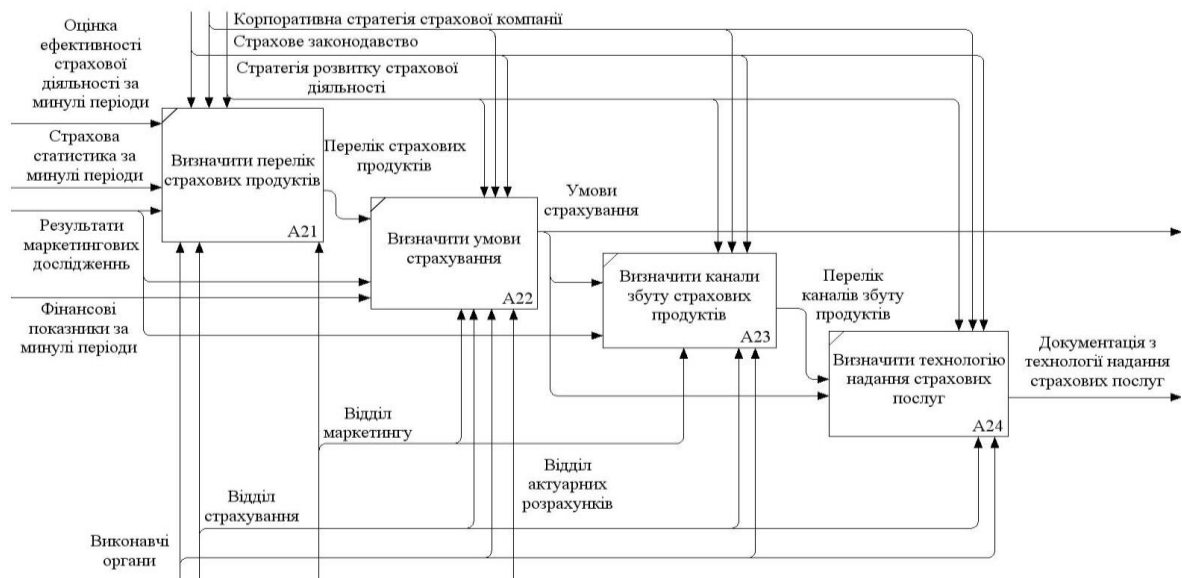 Оцінка
ефективності
страхової
діяльності за
минулі періоди
Корпоративна стратегія страхової компанії
Страхове законодавство
Стратегія розвитку страхової
діяльності
Страхова
статистика за
минулі періоди
Визначити перелік
страхових продуктів
A21
Перелік страхових
продуктів
Умови
страхування
Результати
маркетингових
дослідженнь
Визначити умови
страхування
A22
Фінансові
показники за
минулі періоди
Визначити канали
збуту страхових
продуктів
A23
Перелік
каналів збуту
продуктів
Визначити технологію
надання страхових
послуг
A24
Документація з
технології надання
страхових послуг
Відділ
маркетингу
Відділ
актуарних
розрахунків
Відділ
страхування
Виконавчі
органи